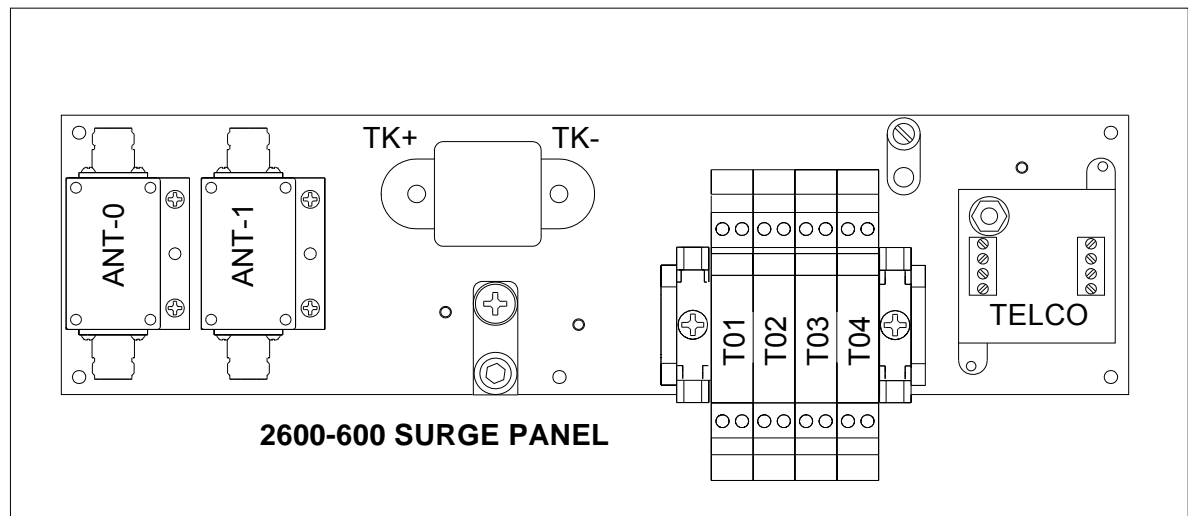 TK+ TK-
ANT-0
ANT-1
T01
T02
T03
T04
TELCO
2600-600 SURGE PANEL